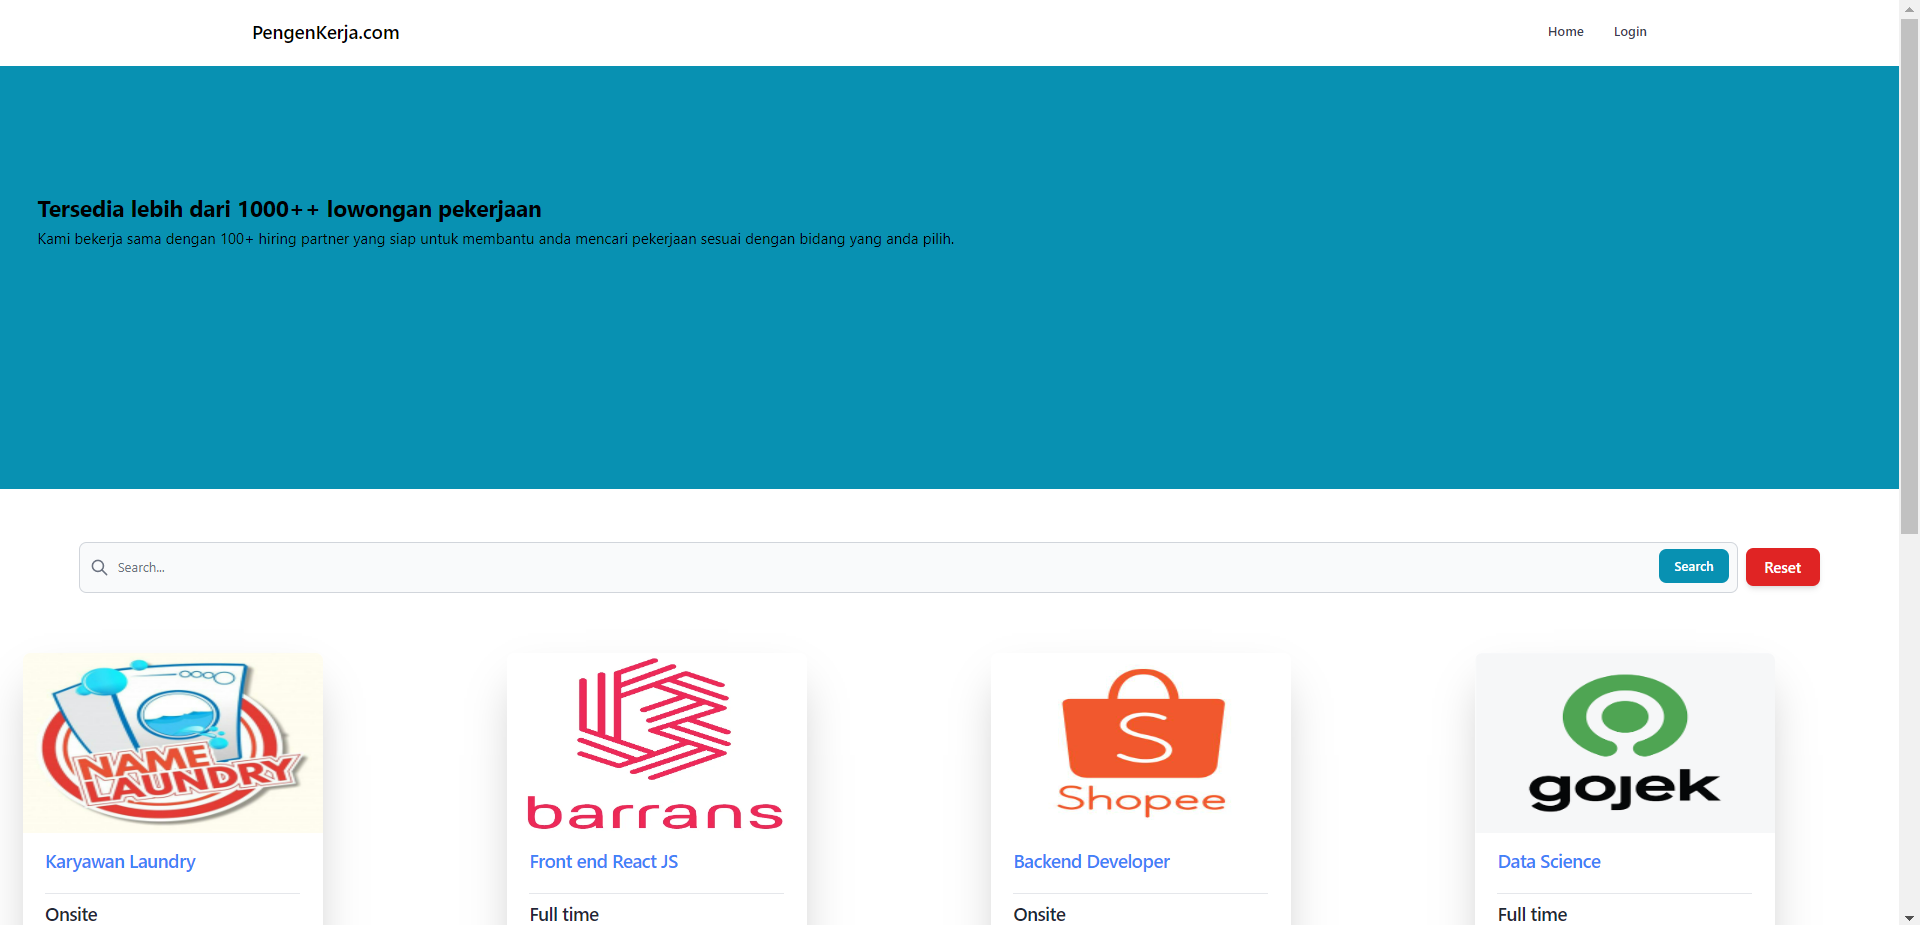 PengenKerja.com
Home
Login
Tersedia lebih dari 1000++ lowongan pekerjaan
Kami bekerja sama dengan 100+ hiring partner yang siap untuk membantu anda mencari pekerjaan sesuai dengan bidang yang anda pilih.
Search...
Search
Reset
NAME
LAUNDRY
barrans
S
Shopee
gojek
Karyawan Laundry
Front end React JS
Backend Developer
Data Science
Onsite
Full time
Onsite
Full time